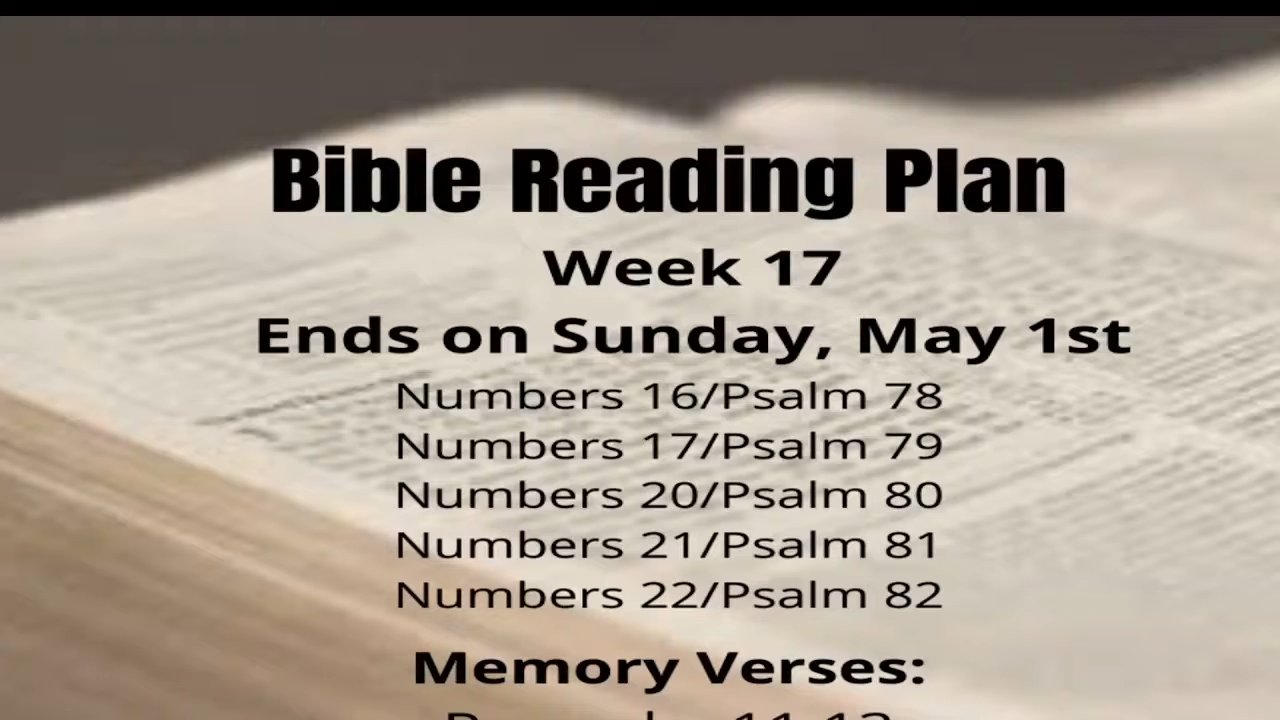 Bible Reading Plan
Week 17
Ends on Sunday, May 1st
Numbers 16/Psalm 78
Numbers 17/Psalm 79
Numbers 20/Psalm 80
Numbers 21/Psalm 81
Numbers 22/Psalm 82
Memory Verses: